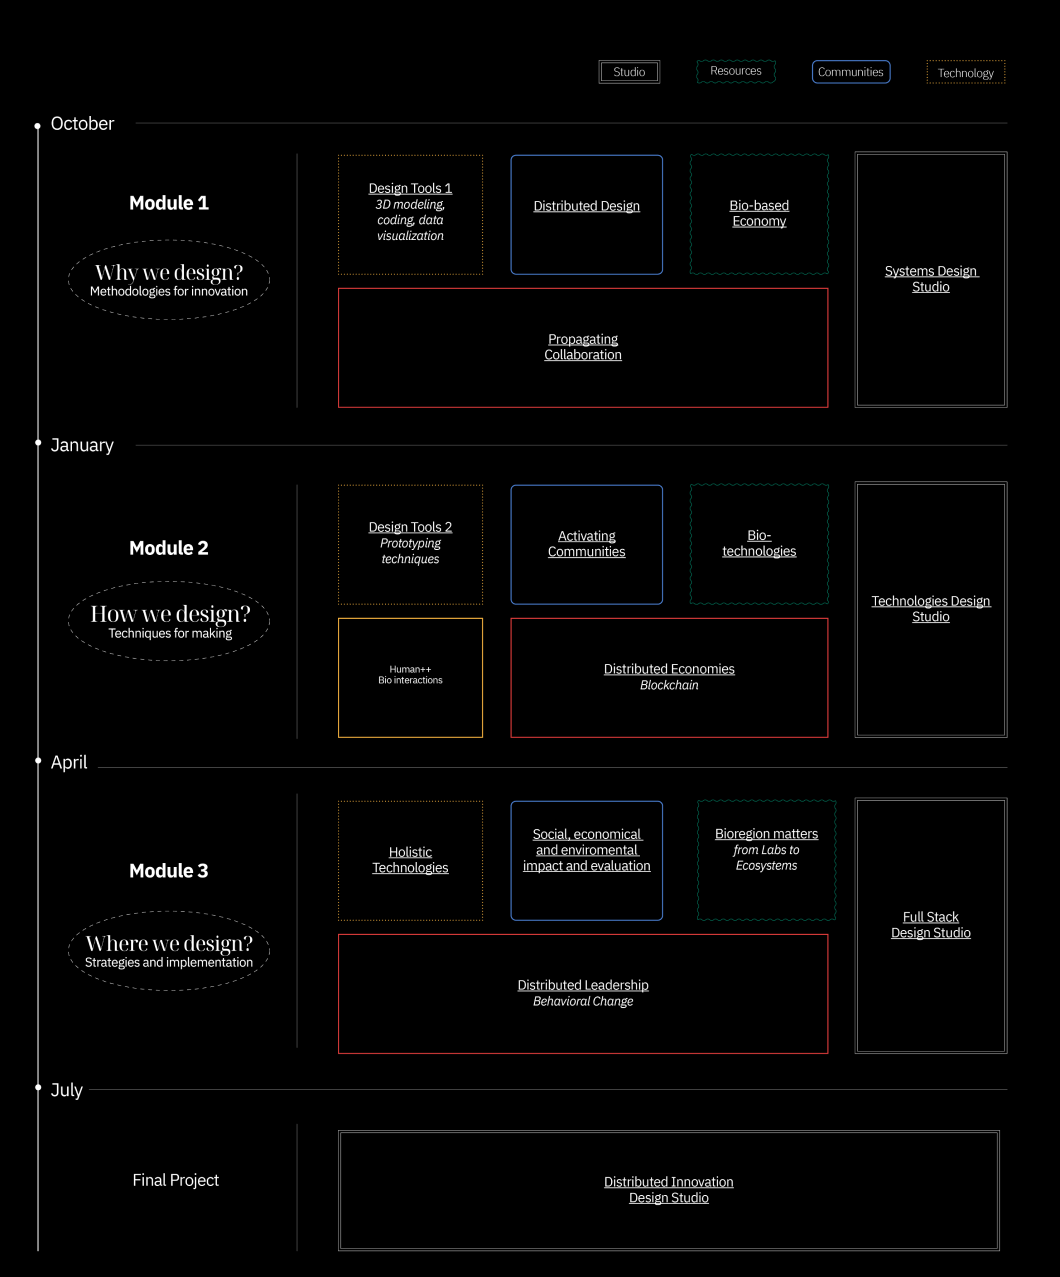 Studio
Resources
Communities
Technology
October
Module 1
Why we design?
Methodologies for innovation
Design Tools 1
3D modeling,
coding, data
visualization
Distributed Design
Bio-based
Economy
Systems Design
Studio
Propagating
Collaboration
January
Module 2
How we design?
Techniques for making
Design Tools 2
Prototyping
techniques
Activating
Communities
Bio-
technologies
Technologies Design
Studio
Human++
Bio interactions
Distributed Economies
Blockchain
April
Module 3
Where we design?
Strategies and implementation
Holistic
Technologies
Social, economical
and enviromental
impact and evaluation
Bioregion matters
from Labs to
Ecosystems
Full Stack
Design Studio
Distributed Leadership
Behavioral Change
July
Final Project
Distributed Innovation
Design Studio